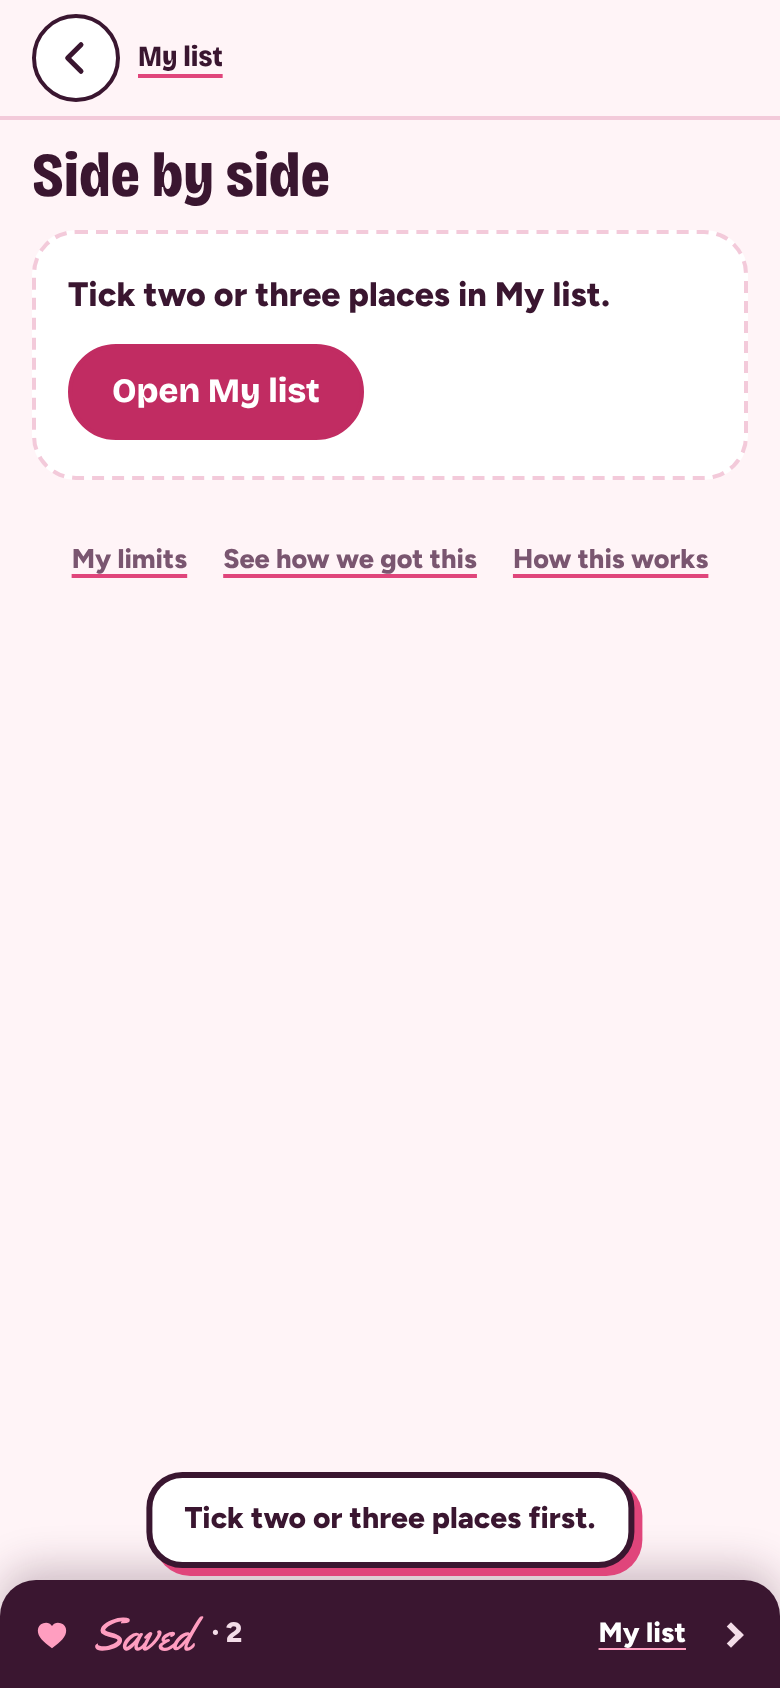 My list
Side by side
Tick two or three places in My list.
Open My list
My limits See how we got this How this works
Tick two or three places first.
Saved · 2 My list